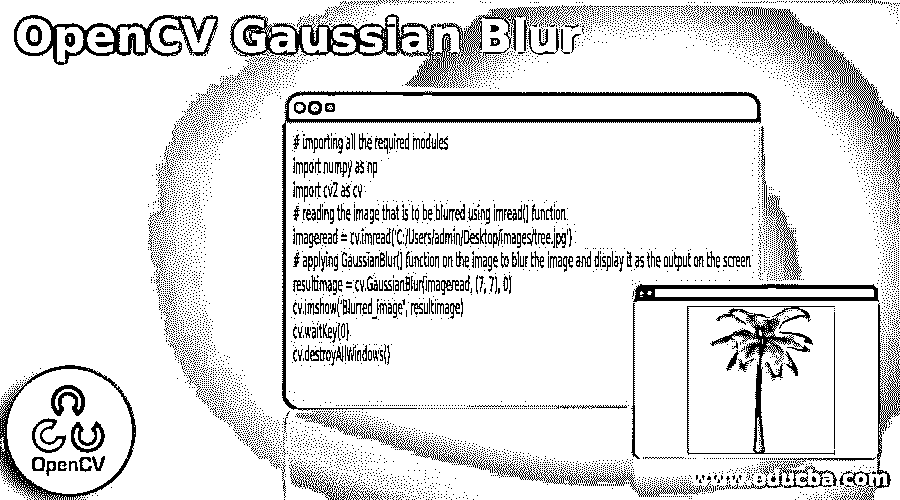 OpenCV Gaussian Blur
# importing all the required modules
import numpy as np
import cv2 as cv
# reading the image that is to be blurred using imread() function
imageread = cv.imread('C:/Users/admin/Desktop/images/tree.jpg')
# applying GaussianBlur() function on the image to blur the image and display it as the output on the screen
resultimage = cv.GaussianBlur(imageread, (7, 7), 0)
cv.imshow('Blurred_image', resultimage)
cv.waitKey(0)
cv.destroyAllWindows()
OpenCV
www.educba.com